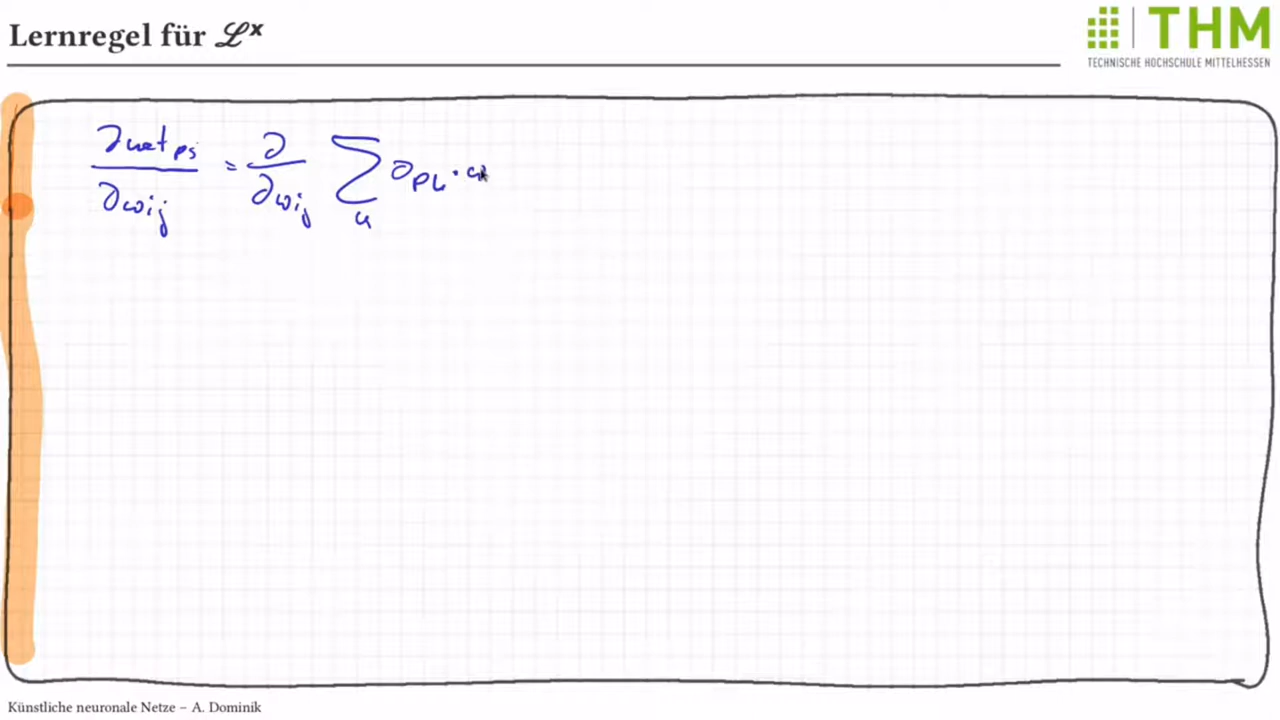 Lernregel für ℒˣ
THM
TECHNISCHE HOCHSCHULE MITTELHESSEN
∂net_pj / ∂w_ij = ∂ / ∂w_ij ∑_k o_pk ·
Künstliche neuronale Netze – A. Dominik